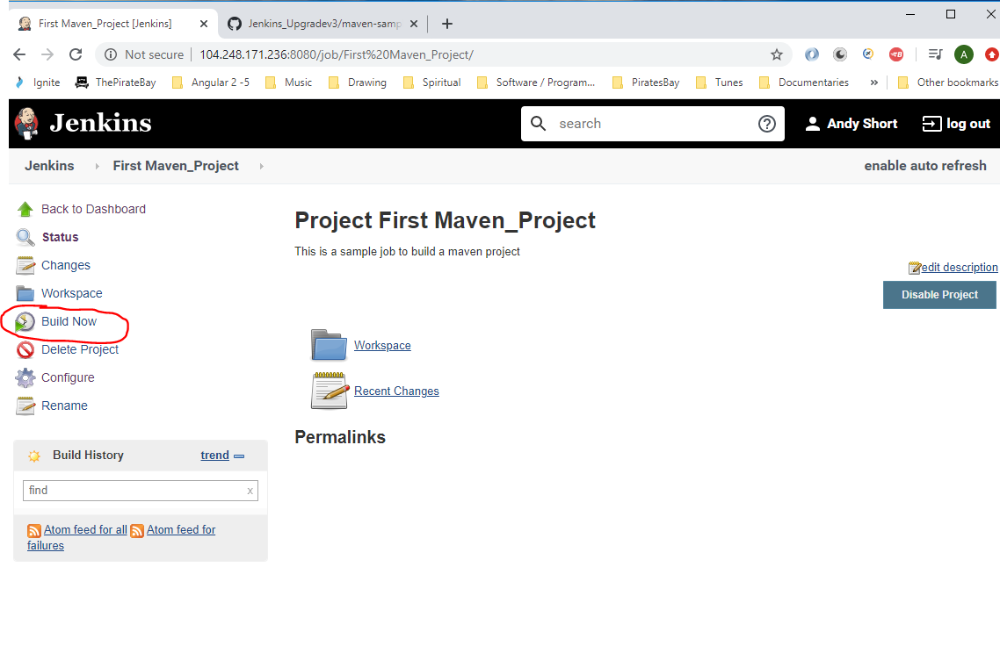 First Maven_Project [Jenkins]
Jenkins_Upgradev3/maven-samp
Not secure
104.248.171.236:8080/job/First%20Maven_Project/
A
Ignite
ThePirateBay
Angular 2 -5
Music
Drawing
Spiritual
Software / Program...
PiratesBay
Tunes
Documentaries
»
Other bookmarks
Jenkins
search
Andy Short
log out
Jenkins
First Maven_Project
enable auto refresh
Back to Dashboard
Status
Changes
Workspace
Build Now
Delete Project
Configure
Rename
Project First Maven_Project
This is a sample job to build a maven project
edit description
Disable Project
Workspace
Recent Changes
Permalinks
Build History
trend
find
x
Atom feed for all
Atom feed for
failures